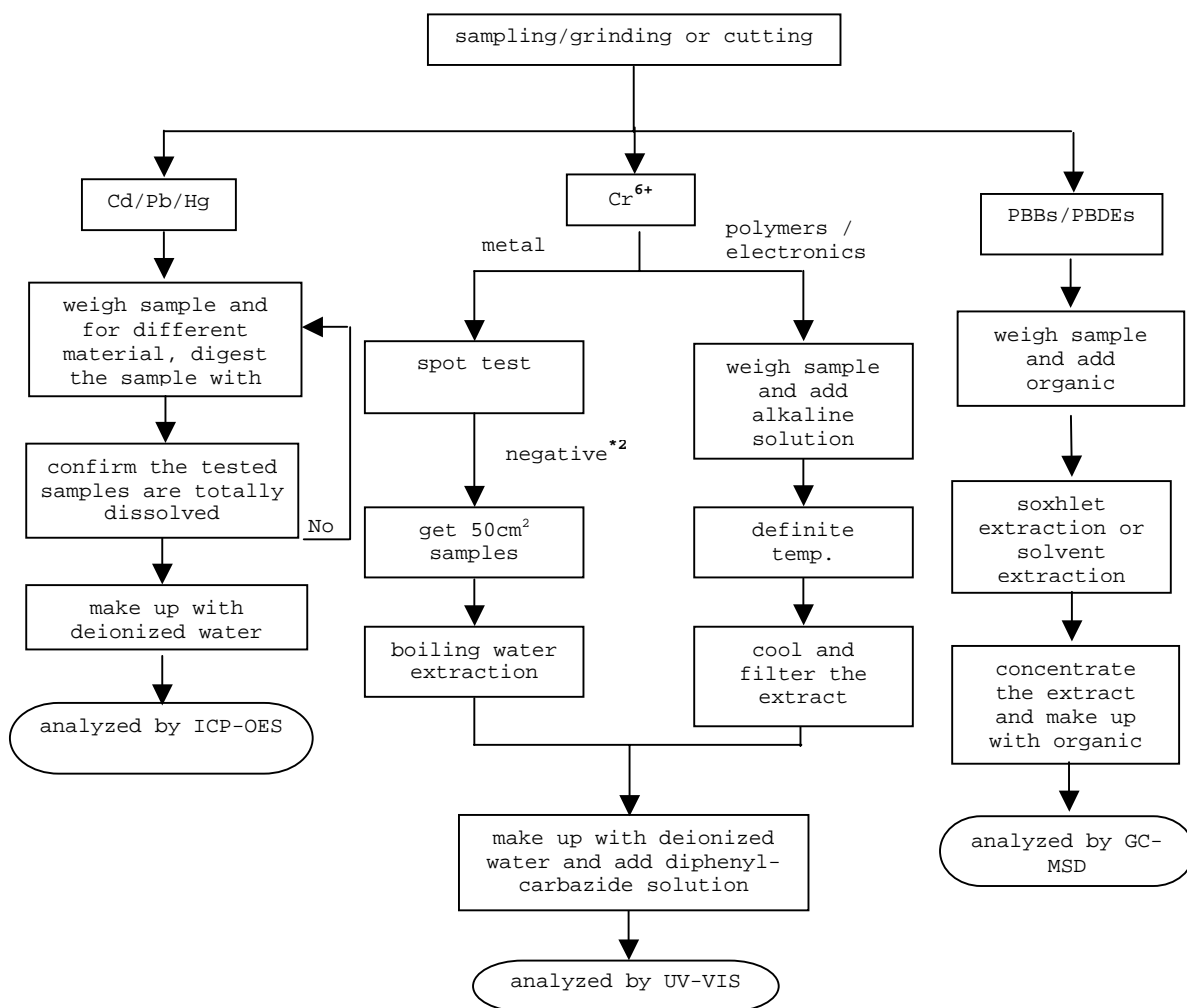 sampling/grinding or cutting
Cd/Pb/Hg
weigh sample and
for different
material, digest
the sample with
confirm the tested
samples are totally
dissolved
No
make up with
deionized water
analyzed by ICP-OES
Cr⁶⁺
metal
spot test
negative*²
get 50cm²
samples
boiling water
extraction
polymers /
electronics
weigh sample
and add
alkaline
solution
definite
temp.
cool and
filter the
extract
make up with deionized
water and add diphenyl-
carbazide solution
analyzed by UV-VIS
PBBs/PBDEs
weigh sample
and add
organic
soxhlet
extraction or
solvent
extraction
concentrate
the extract
and make up
with organic
analyzed by GC-
MSD